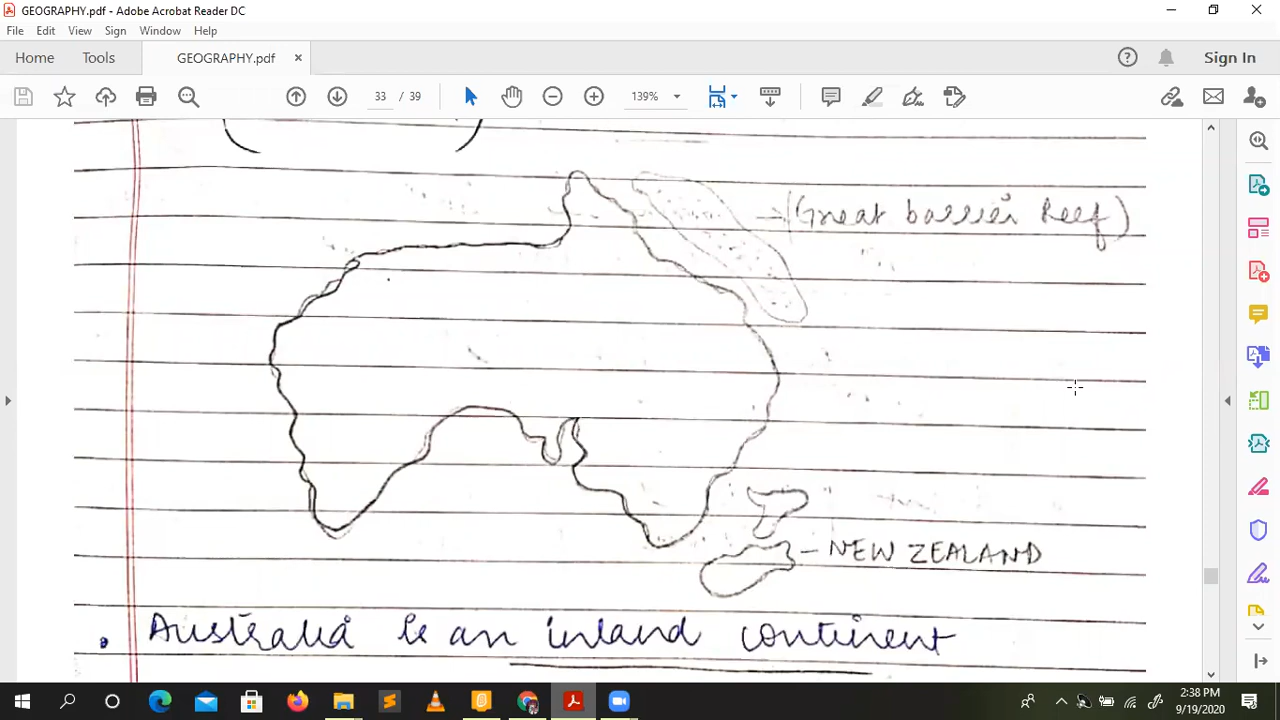 GEOGRAPHY.pdf - Adobe Acrobat Reader DC
File Edit View Sign Window Help
Home Tools GEOGRAPHY.pdf × Sign In
33 / 39 139%
(Great barrier Reef)
NEW ZEALAND
• Australia is an inland continent
2:38 PM
9/19/2020